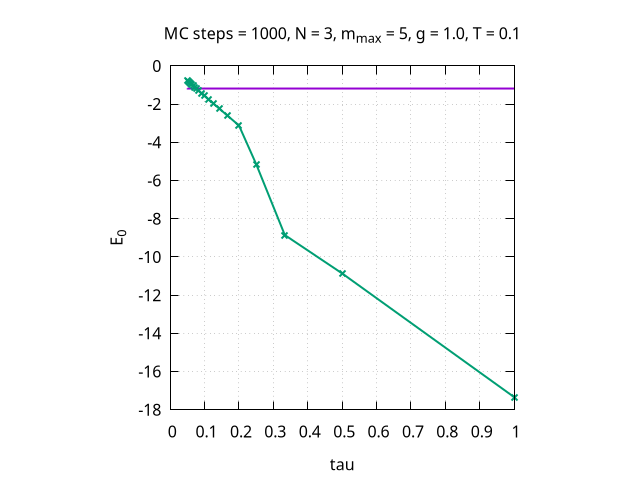 MC steps = 1000, N = 3, m_max = 5, g = 1.0, T = 0.1
0
-2
-4
-6
-8
-10
-12
-14
-16
-18
E_0
0 0.1 0.2 0.3 0.4 0.5 0.6 0.7 0.8 0.9 1
tau